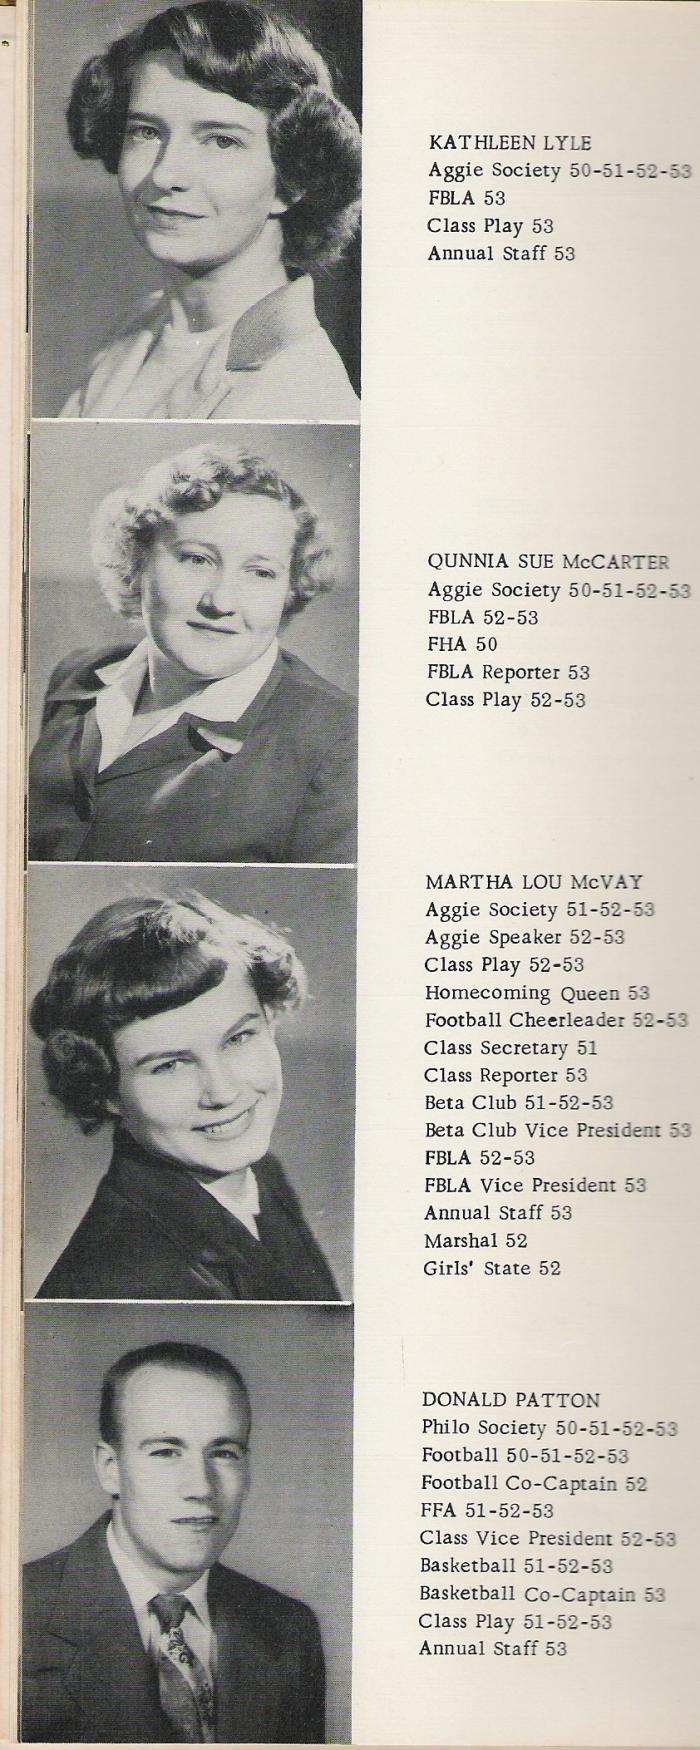 KATHLEEN LYLE
Aggie Society 50-51-52-53
FBLA 53
Class Play 53
Annual Staff 53
QUNNIA SUE McCARTER
Aggie Society 50-51-52-53
FBLA 52-53
FHA 50
FBLA Reporter 53
Class Play 52-53
MARTHA LOU McVAY
Aggie Society 51-52-53
Aggie Speaker 52-53
Class Play 52-53
Homecoming Queen 53
Football Cheerleader 52-53
Class Secretary 51
Class Reporter 53
Beta Club 51-52-53
Beta Club Vice President 53
FBLA 52-53
FBLA Vice President 53
Annual Staff 53
Marshal 52
Girls' State 52
DONALD PATTON
Philo Society 50-51-52-53
Football 50-51-52-53
Football Co-Captain 52
FFA 51-52-53
Class Vice President 52-53
Basketball 51-52-53
Basketball Co-Captain 53
Class Play 51-52-53
Annual Staff 53